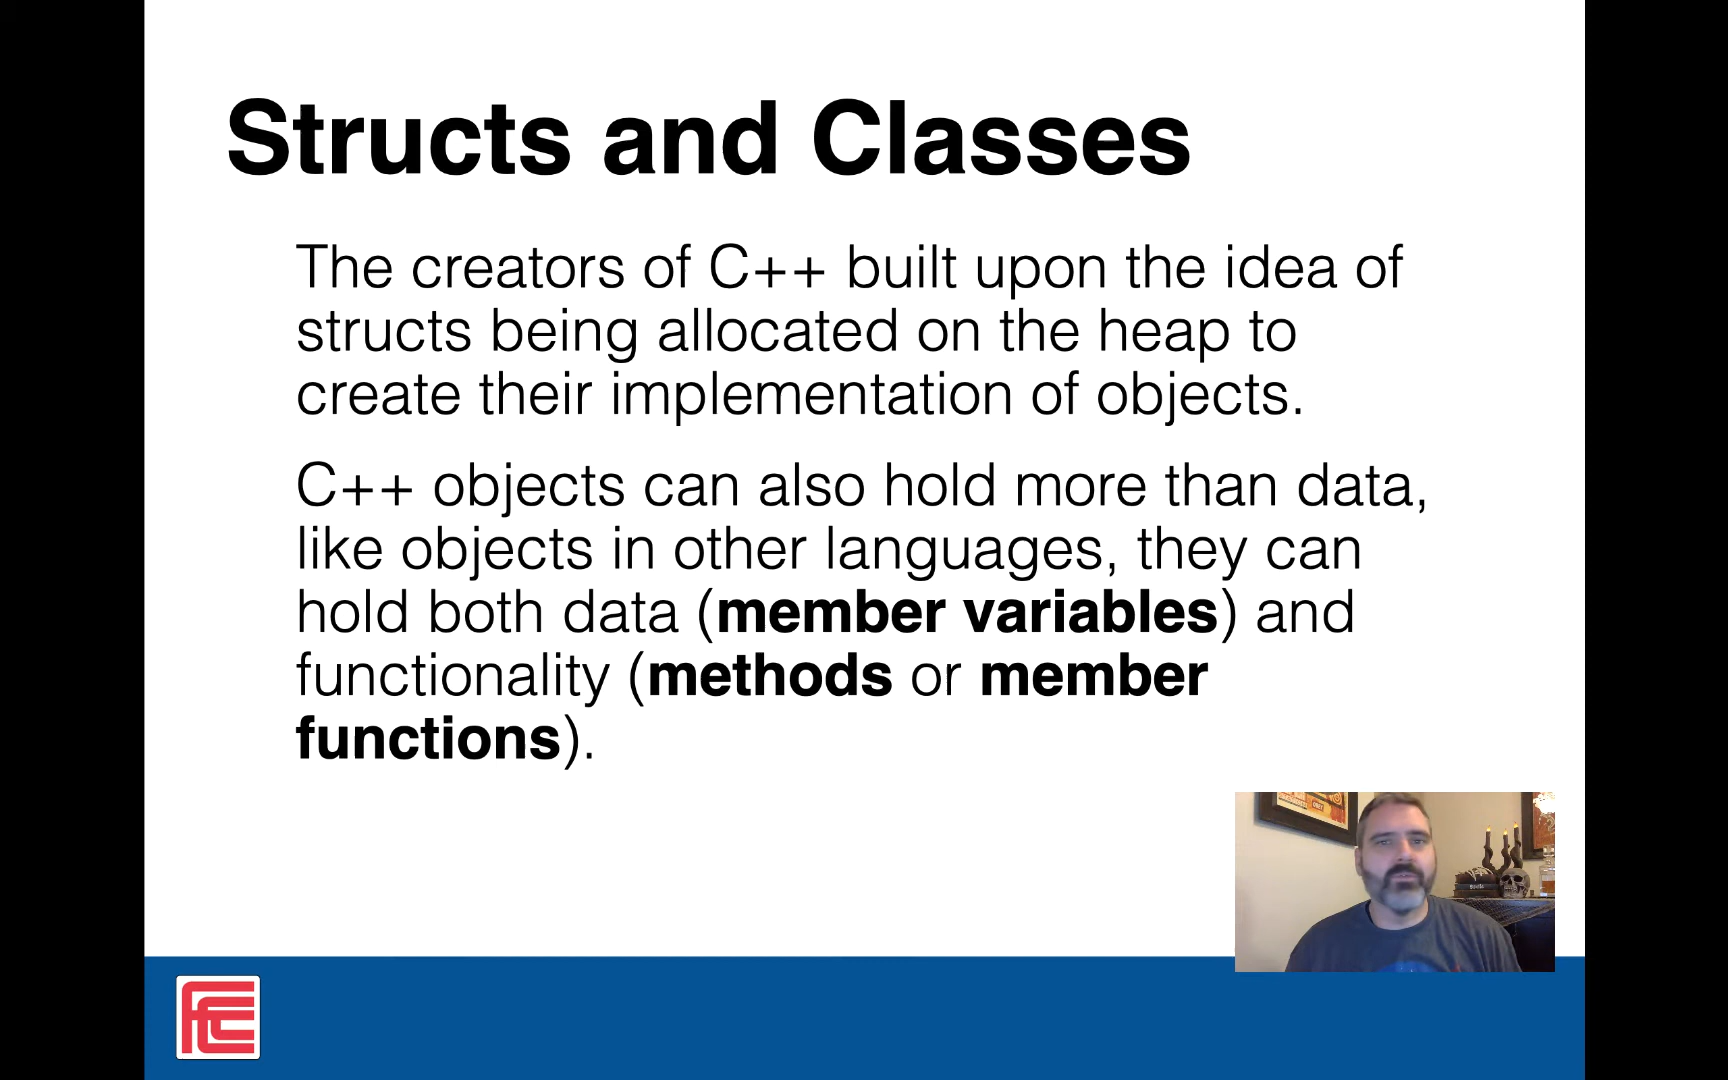 Structs and Classes
The creators of C++ built upon the idea of
structs being allocated on the heap to
create their implementation of objects.
C++ objects can also hold more than data,
like objects in other languages, they can
hold both data (member variables) and
functionality (methods or member
functions).
FCC